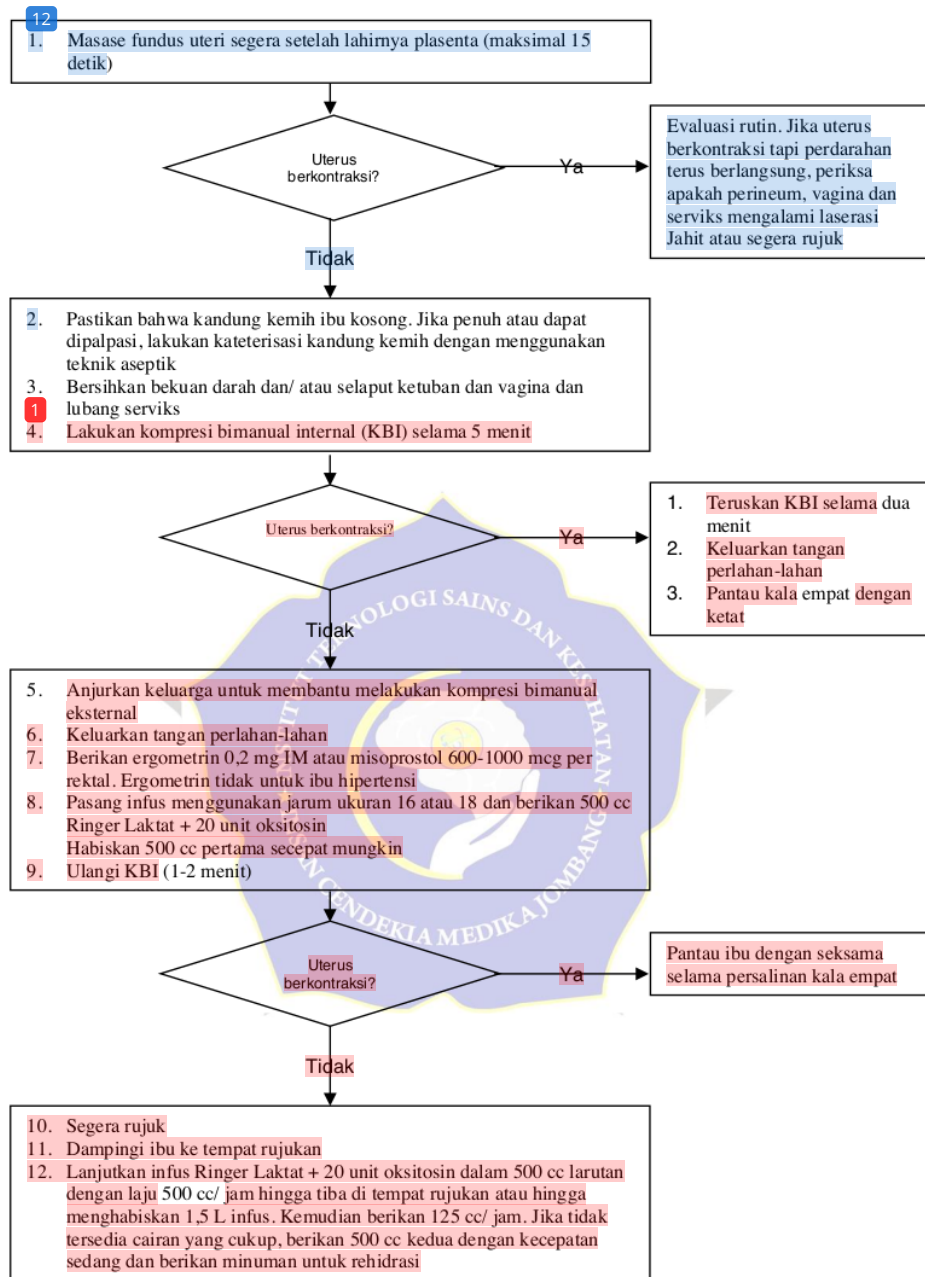 12
1. Masase fundus uteri segera setelah lahirnya plasenta (maksimal 15
detik)
Uterus
berkontraksi?
Ya
Evaluasi rutin. Jika uterus
berkontraksi tapi perdarahan
terus berlangsung, periksa
apakah perineum, vagina dan
serviks mengalami laserasi
Jahit atau segera rujuk
Tidak
2. Pastikan bahwa kandung kemih ibu kosong. Jika penuh atau dapat
dipalpasi, lakukan kateterisasi kandung kemih dengan menggunakan
teknik aseptik
3. Bersihkan bekuan darah dan/ atau selaput ketuban dan vagina dan
lubang serviks
1
4. Lakukan kompresi bimanual internal (KBI) selama 5 menit
Uterus berkontraksi?
Ya
1. Teruskan KBI selama dua
menit
2. Keluarkan tangan
perlahan-lahan
3. Pantau kala empat dengan
ketat
Tidak
5. Anjurkan keluarga untuk membantu melakukan kompresi bimanual
eksternal
6. Keluarkan tangan perlahan-lahan
7. Berikan ergometrin 0,2 mg IM atau misoprostol 600-1000 mcg per
rektal. Ergometrin tidak untuk ibu hipertensi
8. Pasang infus menggunakan jarum ukuran 16 atau 18 dan berikan 500 cc
Ringer Laktat + 20 unit oksitosin
Habiskan 500 cc pertama secepat mungkin
9. Ulangi KBI (1-2 menit)
Uterus
berkontraksi?
Ya
Pantau ibu dengan seksama
selama persalinan kala empat
Tidak
10. Segera rujuk
11. Dampingi ibu ke tempat rujukan
12. Lanjutkan infus Ringer Laktat + 20 unit oksitosin dalam 500 cc larutan
dengan laju 500 cc/ jam hingga tiba di tempat rujukan atau hingga
menghabiskan 1,5 L infus. Kemudian berikan 125 cc/ jam. Jika tidak
tersedia cairan yang cukup, berikan 500 cc kedua dengan kecepatan
sedang dan berikan minuman untuk rehidrasi
INSTITUT TEKNOLOGI SAINS DAN KESEHATAN
INSAN CENDEKIA MEDIKA JOMBANG